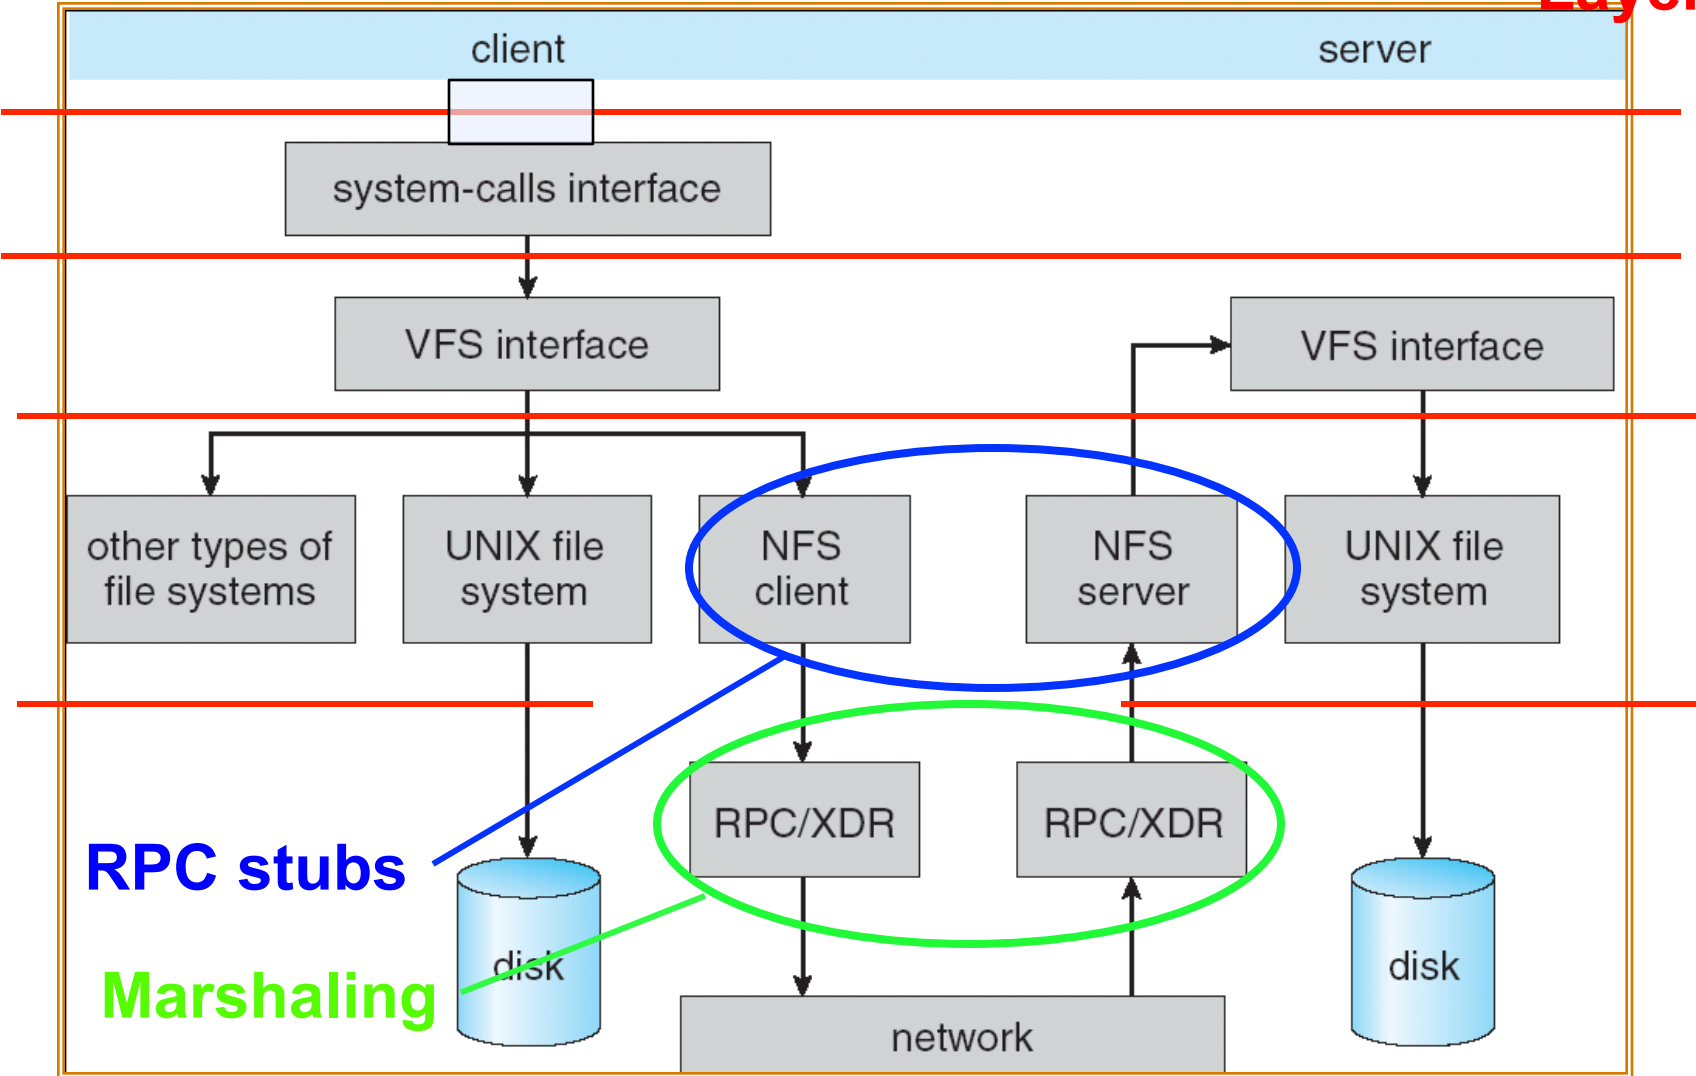 Layer
client
server
system-calls interface
VFS interface
VFS interface
other types of
file systems
UNIX file
system
NFS
client
NFS
server
UNIX file
system
RPC/XDR
RPC/XDR
RPC stubs
Marshaling
disk
disk
network